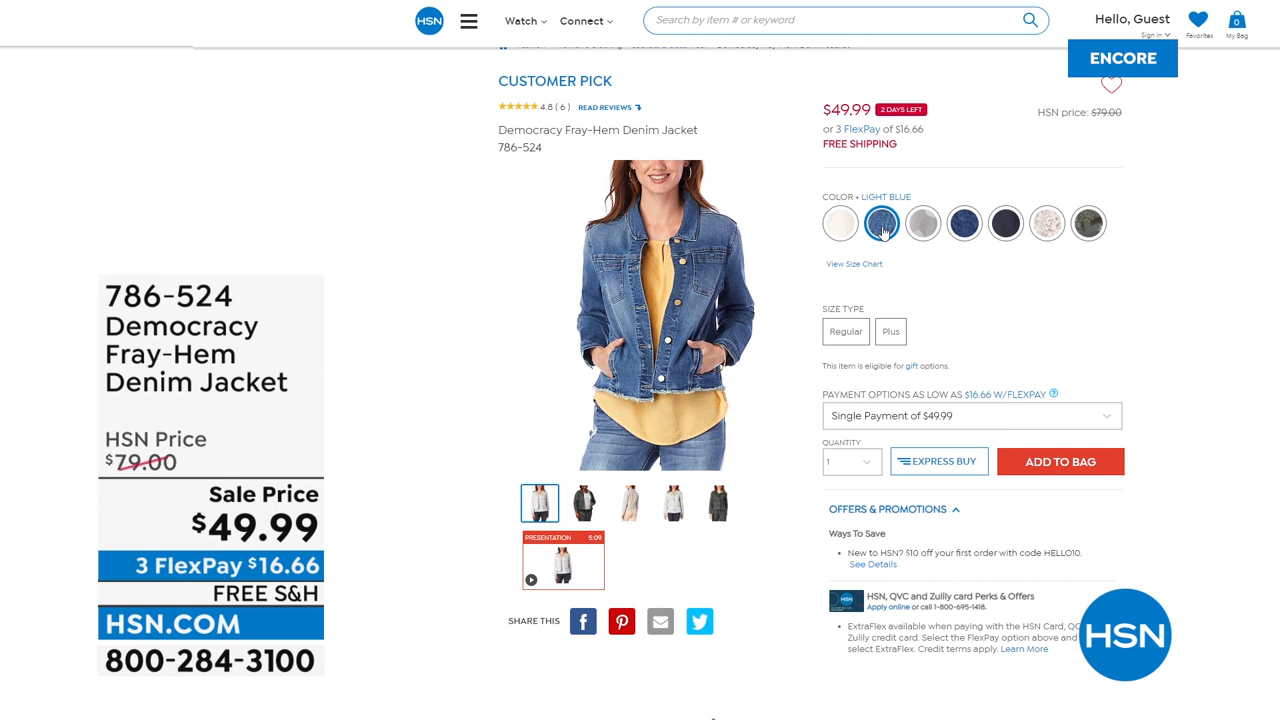 HSN
Watch
Connect
Search by item # or keyword
Hello, Guest
Sign in
Favorites
0
My Bag
ENCORE
CUSTOMER PICK
4.8 ( 6 ) READ REVIEWS
Democracy Fray-Hem Denim Jacket
786-524
$49.99 2 DAYS LEFT
HSN price: $79.00
or 3 FlexPay of $16.66
FREE SHIPPING
COLOR • LIGHT BLUE
View Size Chart
SIZE TYPE
Regular
Plus
This item is eligible for gift options.
PAYMENT OPTIONS AS LOW AS $16.66 W/FLEXPAY
Single Payment of $49.99
QUANTITY
1
EXPRESS BUY
ADD TO BAG
OFFERS & PROMOTIONS
Ways To Save
• New to HSN? $10 off your first order with code HELLO10.
See Details
HSN, QVC and Zulily card Perks & Offers
Apply online or call 1-800-695-1418.
• ExtraFlex available when paying with the HSN Card,
Zulily credit card. Select the FlexPay option above and
select ExtraFlex. Credit terms apply. Learn More
PRESENTATION 5:09
SHARE THIS
786-524
Democracy
Fray-Hem
Denim Jacket
HSN Price
$79.00
Sale Price
$49.99
3 FlexPay $16.66
FREE S&H
HSN.COM
800-284-3100
HSN